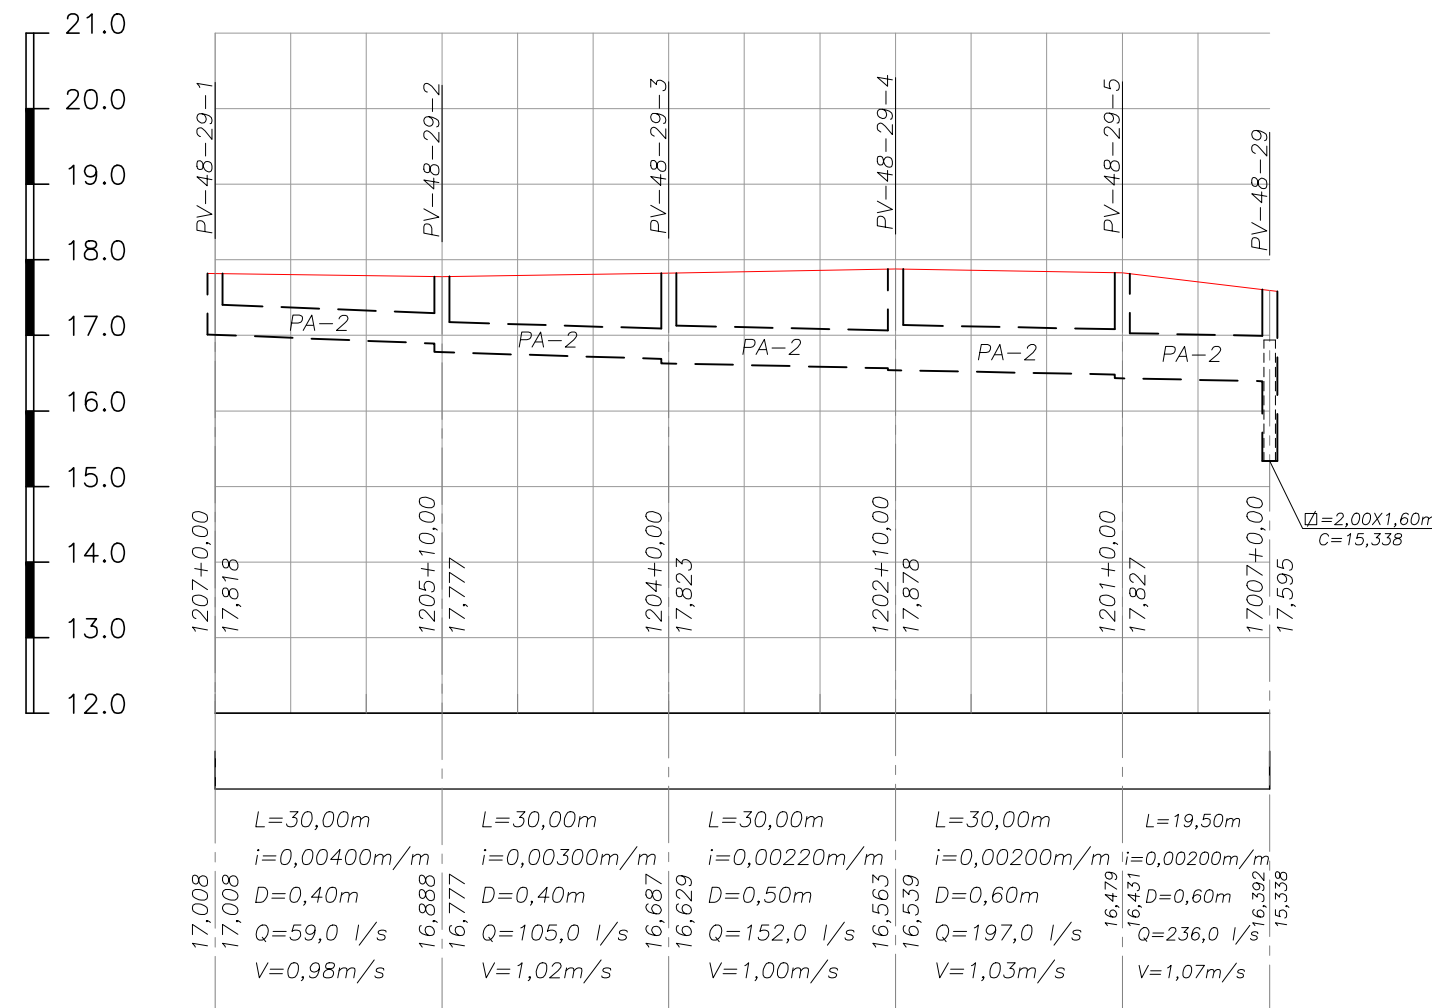 21.0
20.0
19.0
18.0
17.0
16.0
15.0
14.0
13.0
12.0
PV-48-29-1
PV-48-29-2
PV-48-29-3
PV-48-29-4
PV-48-29-5
PV-48-29
PA-2
PA-2
PA-2
PA-2
PA-2
=2,00X1,60m
C=15,338
1207+0,00
17,818
1205+10,00
17,777
1204+0,00
17,823
1202+10,00
17,878
1201+0,00
17,827
17007+0,00
17,595
L=30,00m
i=0,00400m/m
D=0,40m
Q=59,0 l/s
V=0,98m/s
L=30,00m
i=0,00300m/m
D=0,40m
Q=105,0 l/s
V=1,02m/s
L=30,00m
i=0,00220m/m
D=0,50m
Q=152,0 l/s
V=1,00m/s
L=30,00m
i=0,00200m/m
D=0,60m
Q=197,0 l/s
V=1,03m/s
L=19,50m
i=0,00200m/m
D=0,60m
Q=236,0 l/s
V=1,07m/s
17,008
17,008
16,888
16,777
16,687
16,629
16,563
16,539
16,479
16,431
16,392
15,338